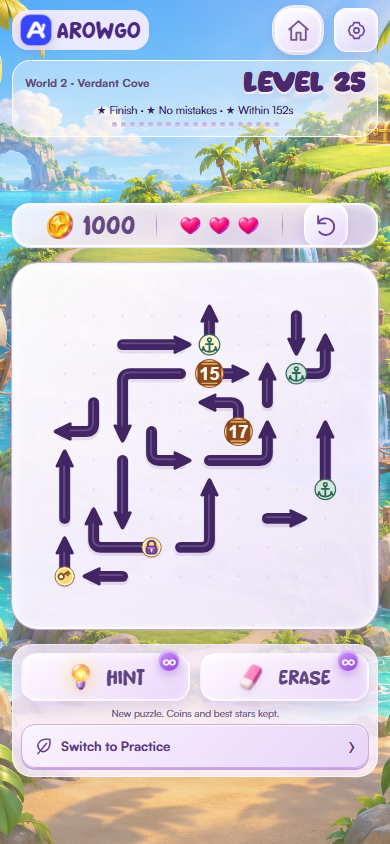 AROWGO
World 2 · Verdant Cove
LEVEL 25
★ Finish · ★ No mistakes · ★ Within 152s
1000
15
17
HINT
∞
ERASE
∞
New puzzle. Coins and best stars kept.
Switch to Practice